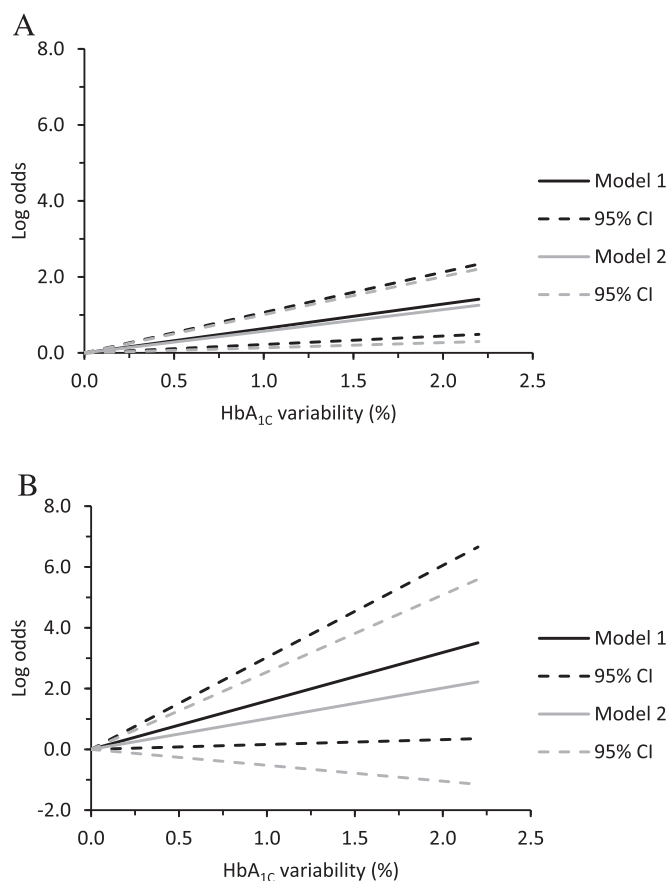 A
8.0
6.0
4.0
2.0
0.0
Log odds
0.0 0.5 1.0 1.5 2.0 2.5
HbA1C variability (%)
Model 1
95% CI
Model 2
95% CI
B
8.0
6.0
4.0
2.0
0.0
-2.0
Log odds
0.0 0.5 1.0 1.5 2.0 2.5
HbA1C variability (%)
Model 1
95% CI
Model 2
95% CI